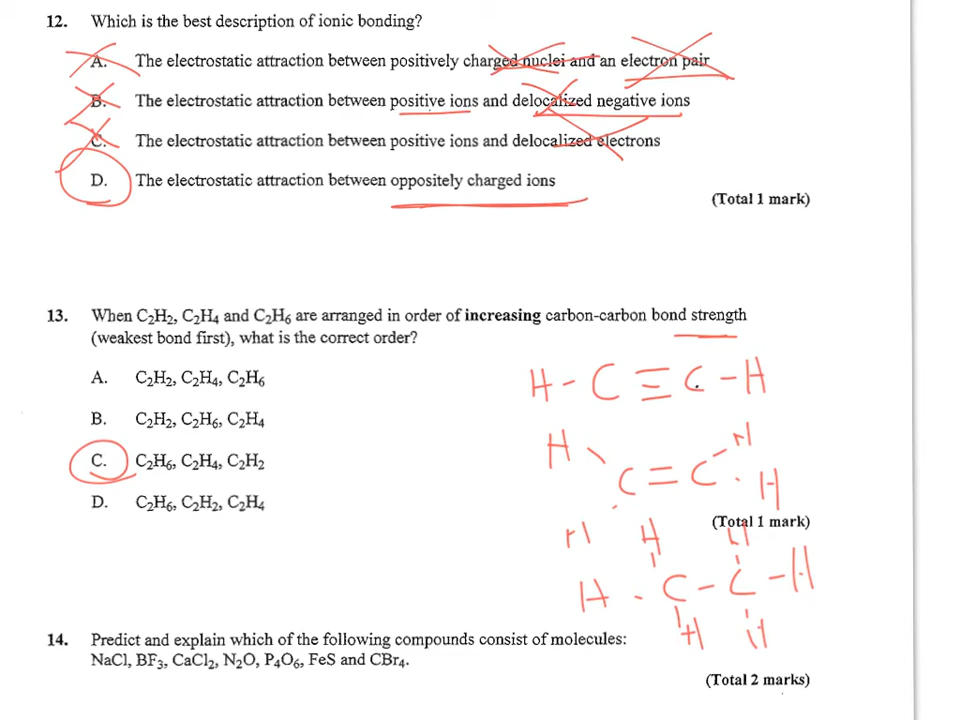 12. Which is the best description of ionic bonding?
A. The electrostatic attraction between positively charged nuclei and an electron pair
B. The electrostatic attraction between positive ions and delocalized negative ions
C. The electrostatic attraction between positive ions and delocalized electrons
D. The electrostatic attraction between oppositely charged ions
(Total 1 mark)
13. When C₂H₂, C₂H₄ and C₂H₆ are arranged in order of increasing carbon-carbon bond strength
(weakest bond first), what is the correct order?
A. C₂H₂, C₂H₄, C₂H₆
B. C₂H₂, C₂H₆, C₂H₄
C. C₂H₆, C₂H₄, C₂H₂
D. C₂H₆, C₂H₂, C₂H₄
H - C ≡ C - H
H H
C = C
H H
(Total 1 mark)
H H
H - C - C - H
H H
14. Predict and explain which of the following compounds consist of molecules:
NaCl, BF₃, CaCl₂, N₂O, P₄O₆, FeS and CBr₄.
(Total 2 marks)